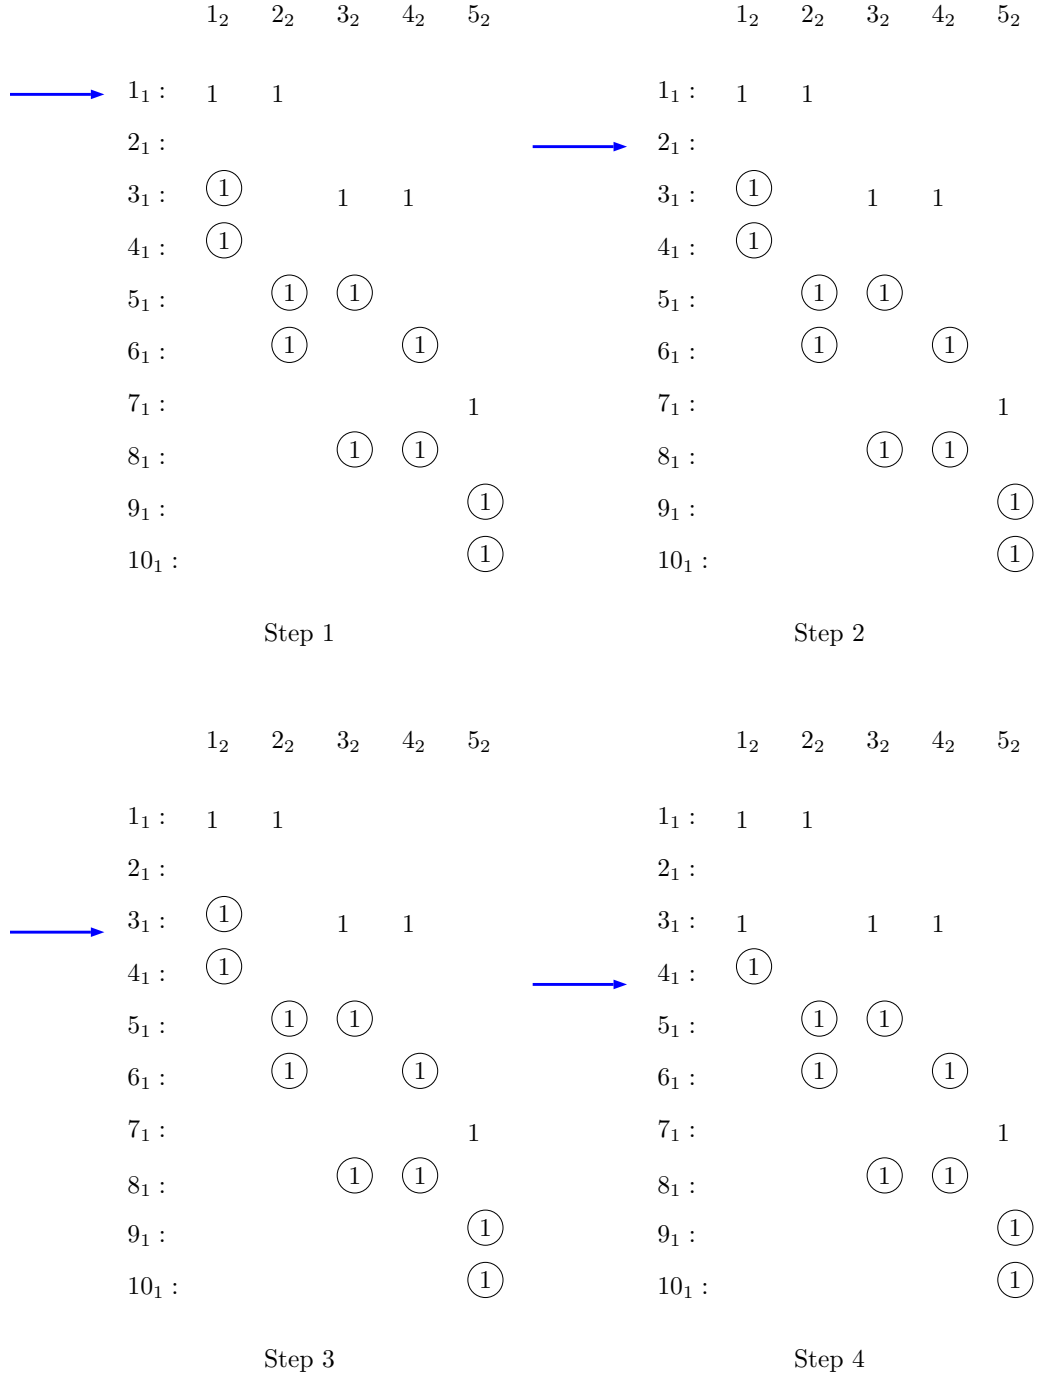 1₂ 2₂ 3₂ 4₂ 5₂ 1₂ 2₂ 3₂ 4₂ 5₂
1₁ : 1 1 1₁ : 1 1
2₁ : 2₁ :
3₁ : 1 1 1 3₁ : 1 1 1
4₁ : 1 4₁ : 1
5₁ : 1 1 5₁ : 1 1
6₁ : 1 1 6₁ : 1 1
7₁ : 1 7₁ : 1
8₁ : 1 1 8₁ : 1 1
9₁ : 1 9₁ : 1
10₁ : 1 10₁ : 1
Step 1 Step 2
1₂ 2₂ 3₂ 4₂ 5₂ 1₂ 2₂ 3₂ 4₂ 5₂
1₁ : 1 1 1₁ : 1 1
2₁ : 2₁ :
3₁ : 1 1 1 3₁ : 1 1 1
4₁ : 1 4₁ : 1
5₁ : 1 1 5₁ : 1 1
6₁ : 1 1 6₁ : 1 1
7₁ : 1 7₁ : 1
8₁ : 1 1 8₁ : 1 1
9₁ : 1 9₁ : 1
10₁ : 1 10₁ : 1
Step 3 Step 4